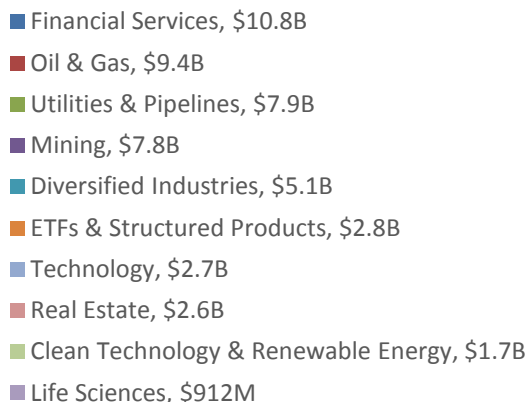 Financial Services, $10.8B
Oil & Gas, $9.4B
Utilities & Pipelines, $7.9B
Mining, $7.8B
Diversified Industries, $5.1B
ETFs & Structured Products, $2.8B
Technology, $2.7B
Real Estate, $2.6B
Clean Technology & Renewable Energy, $1.7B
Life Sciences, $912M